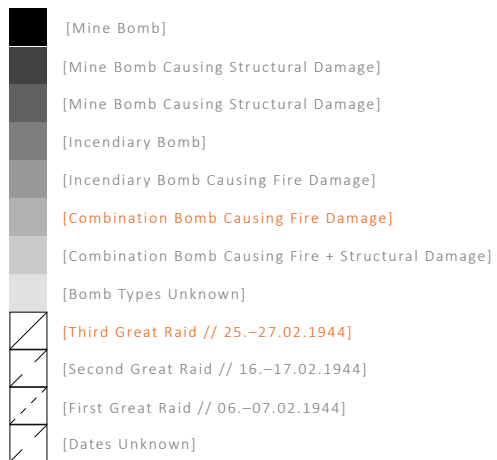 [Mine Bomb]
[Mine Bomb Causing Structural Damage]
[Mine Bomb Causing Structural Damage]
[Incendiary Bomb]
[Incendiary Bomb Causing Fire Damage]
[Combination Bomb Causing Fire Damage]
[Combination Bomb Causing Fire + Structural Damage]
[Bomb Types Unknown]
[Third Great Raid // 25.–27.02.1944]
[Second Great Raid // 16.–17.02.1944]
[First Great Raid // 06.–07.02.1944]
[Dates Unknown]